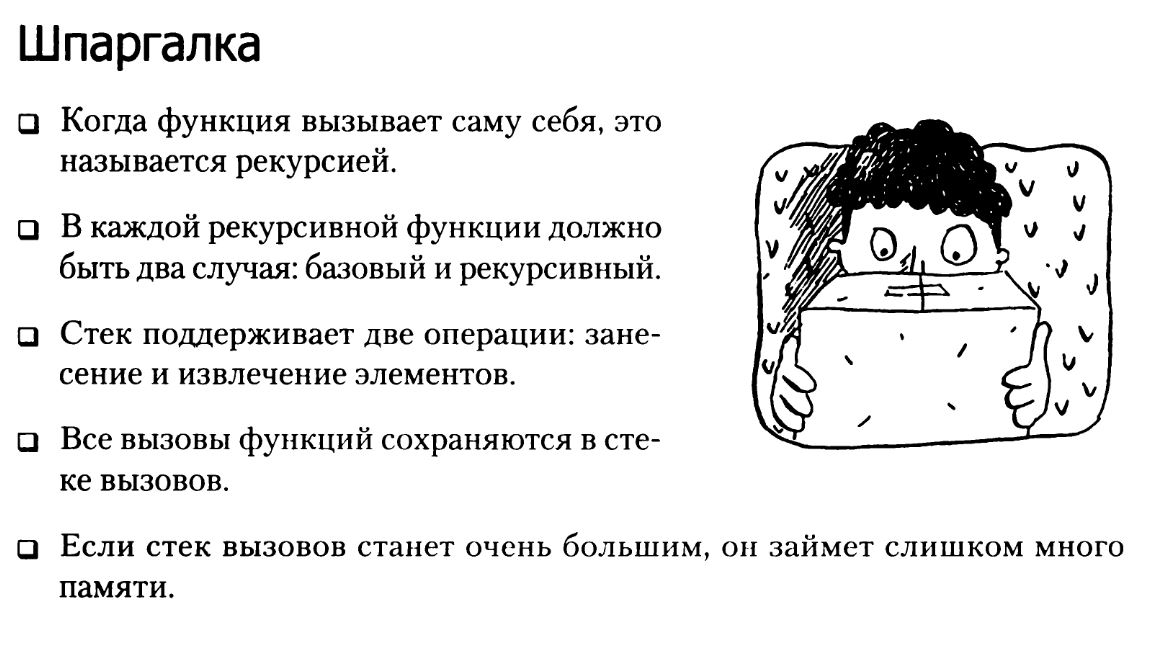 Шпаргалка
❏ Когда функция вызывает саму себя, это
называется рекурсией.
❏ В каждой рекурсивной функции должно
быть два случая: базовый и рекурсивный.
❏ Стек поддерживает две операции: зане-
сение и извлечение элементов.
❏ Все вызовы функций сохраняются в сте-
ке вызовов.
❏ Если стек вызовов станет очень большим, он займет слишком много
памяти.